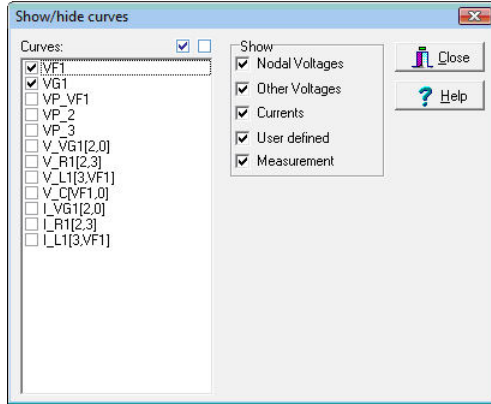 Show/hide curves
Curves:
VF1
VG1
VP_VF1
VP_2
VP_3
V_VG1[2,0]
V_R1[2,3]
V_L1[3,VF1]
V_C[VF1,0]
I_VG1[2,0]
I_R1[2,3]
I_L1[3,VF1]
Show
Nodal Voltages
Other Voltages
Currents
User defined
Measurement
Close
Help